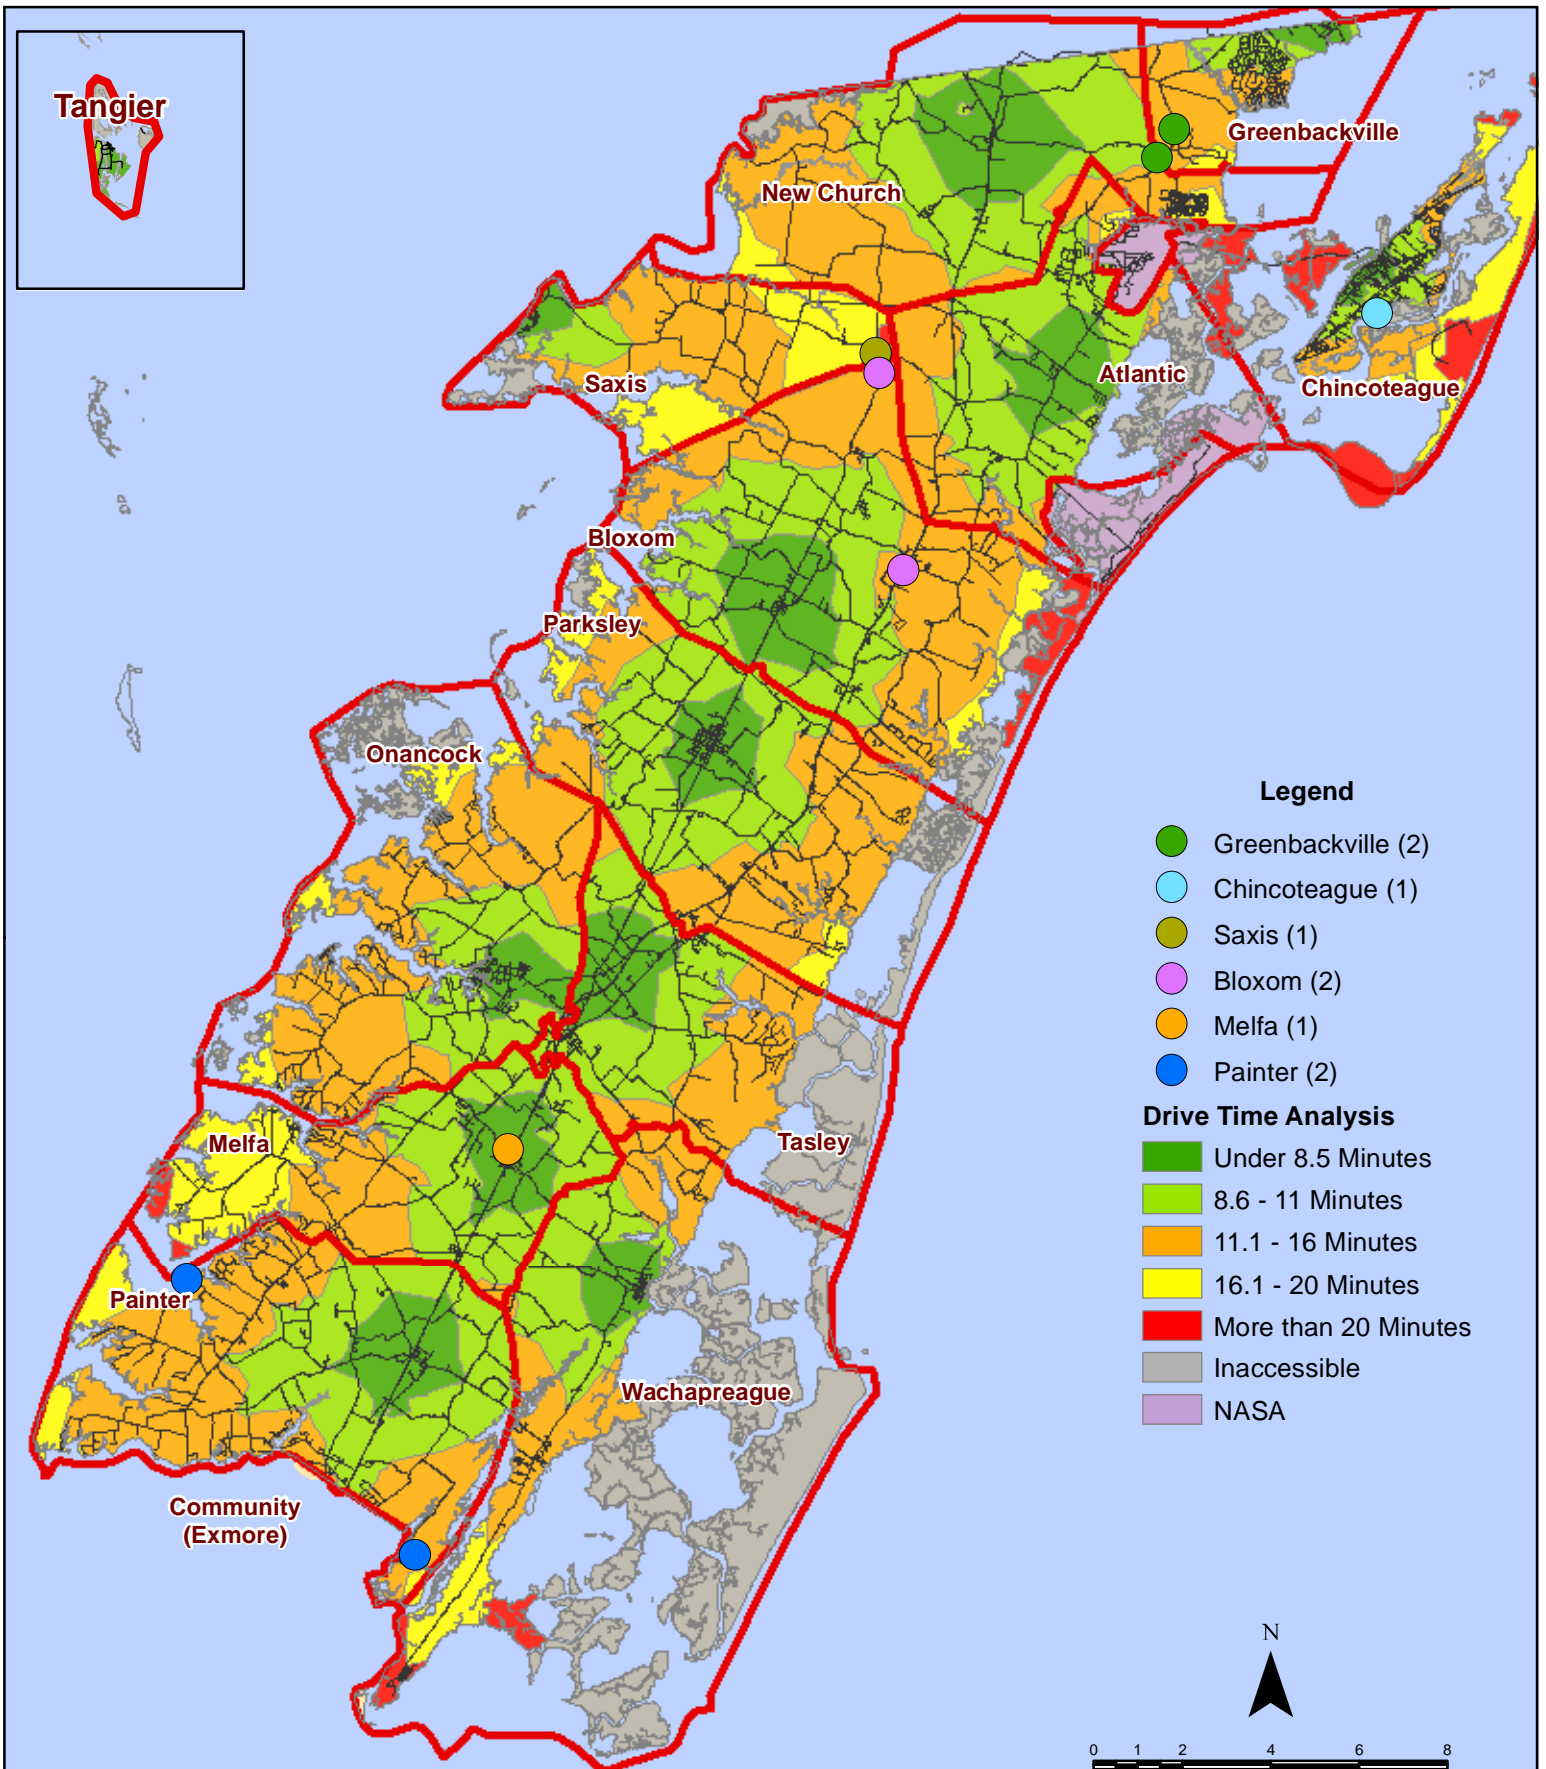 Tangier
Greenbackville
New Church
Saxis
Atlantic
Chincoteague
Bloxom
Parksley
Onancock
Melfa
Tasley
Painter
Wachapreague
Community
(Exmore)
Legend
Greenbackville (2)
Chincoteague (1)
Saxis (1)
Bloxom (2)
Melfa (1)
Painter (2)
Drive Time Analysis
Under 8.5 Minutes
8.6 - 11 Minutes
11.1 - 16 Minutes
16.1 - 20 Minutes
More than 20 Minutes
Inaccessible
NASA
N
0 1 2 4 6 8